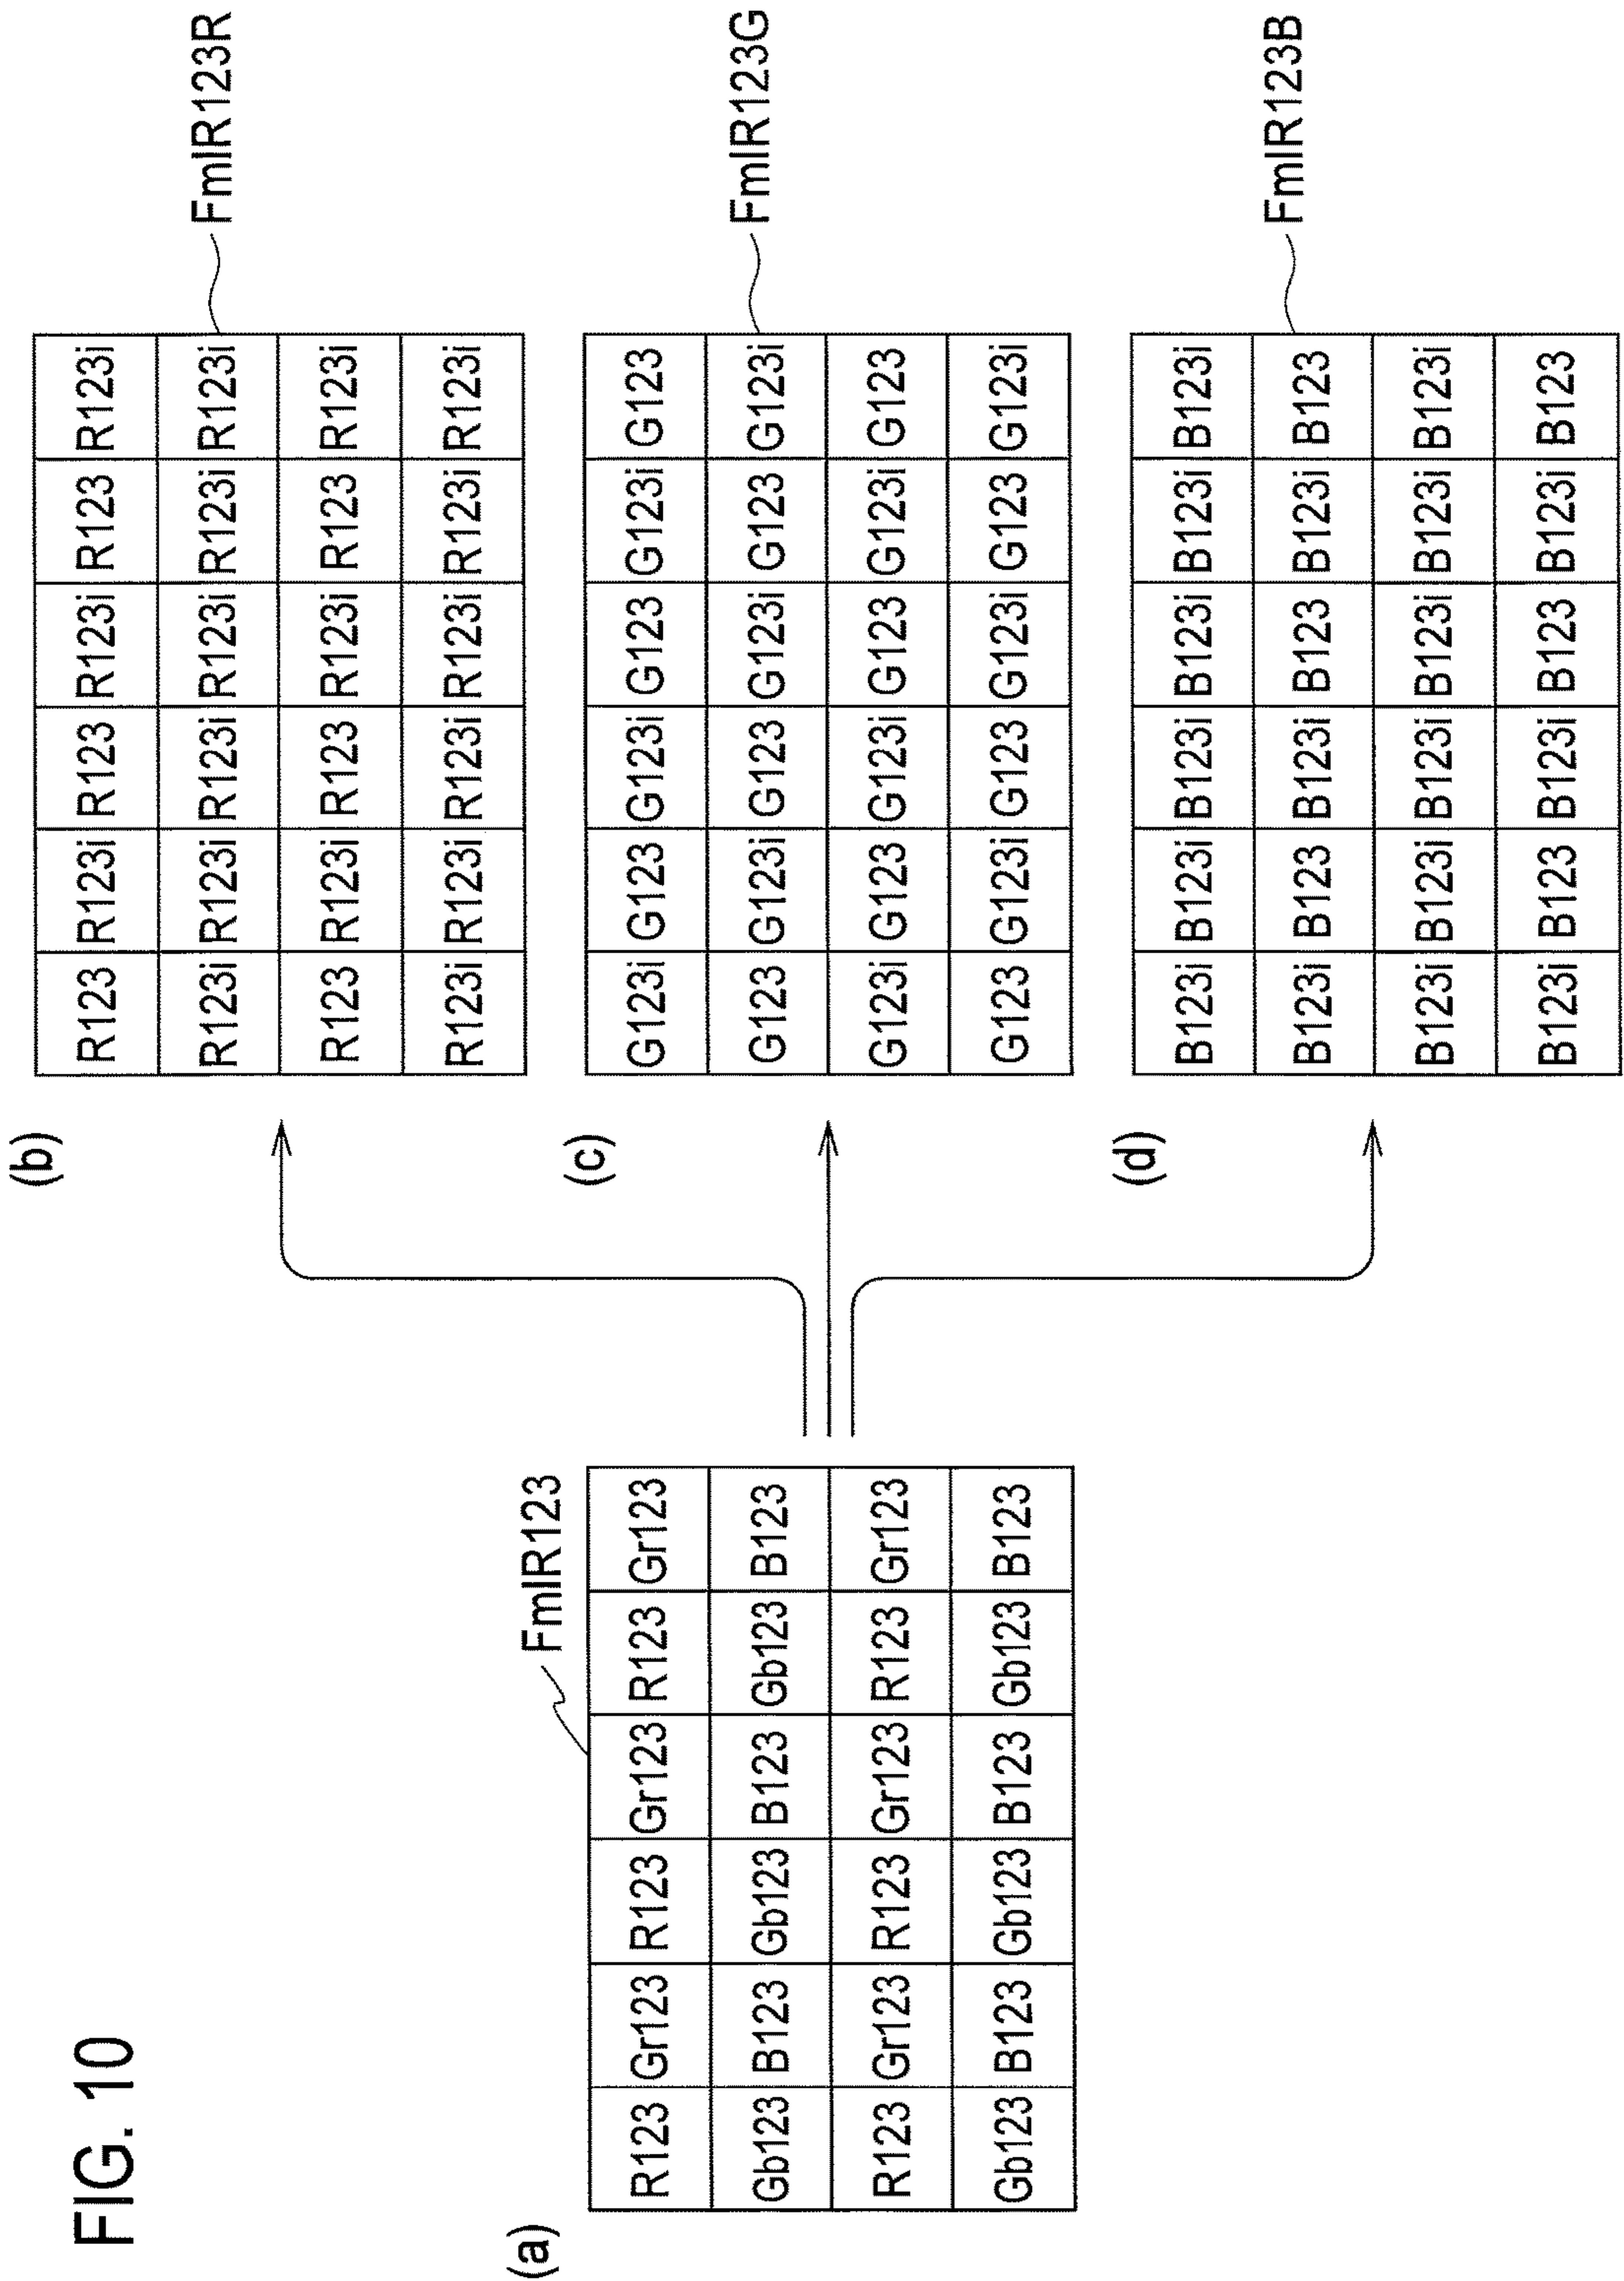 FIG. 10
(a)
FmIR123
R123 Gr123 R123 Gr123 R123 Gr123
Gb123 B123 Gb123 B123 Gb123 B123
R123 Gr123 R123 Gr123 R123 Gr123
Gb123 B123 Gb123 B123 Gb123 B123
(b)
R123 R123i R123 R123i R123 R123i
R123i R123i R123i R123i R123i R123i
R123 R123i R123 R123i R123 R123i
R123i R123i R123i R123i R123i R123i
FmIR123R
(c)
G123i G123 G123i G123 G123i G123
G123 G123i G123 G123i G123 G123i
G123i G123 G123i G123 G123i G123
G123 G123i G123 G123i G123 G123i
FmIR123G
(d)
B123i B123i B123i B123i B123i B123i
B123i B123 B123i B123 B123i B123
B123i B123i B123i B123i B123i B123i
B123i B123 B123i B123 B123i B123
FmIR123B